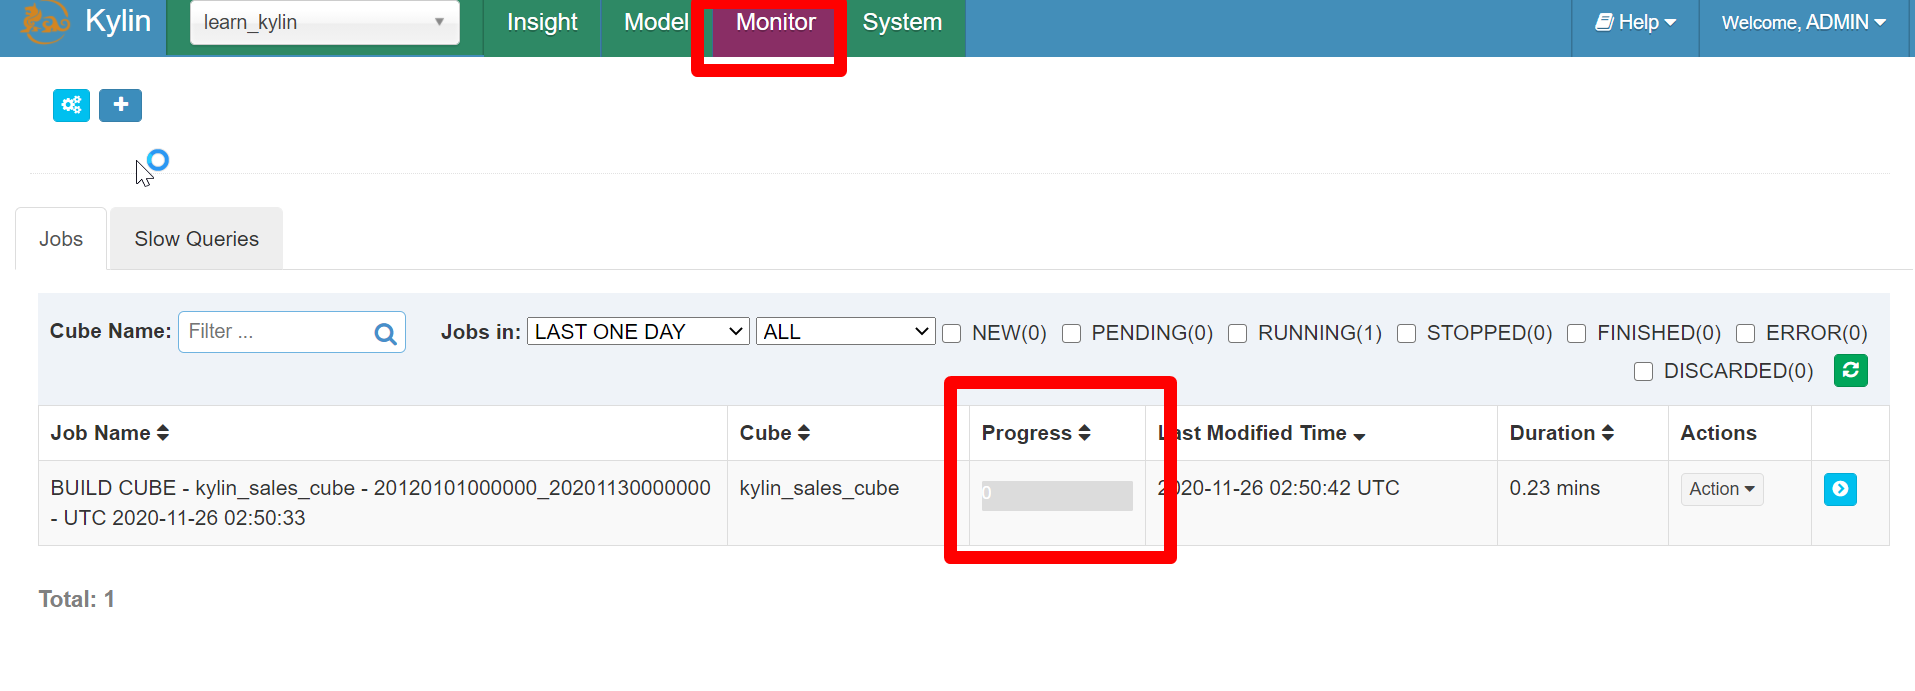 Kylin learn_kylin Insight Model Monitor System Help Welcome, ADMIN
Jobs Slow Queries
Cube Name: Filter ... Jobs in: LAST ONE DAY ALL NEW(0) PENDING(0) RUNNING(1) STOPPED(0) FINISHED(0) ERROR(0)
DISCARDED(0)
Job Name Cube Progress Last Modified Time Duration Actions
BUILD CUBE - kylin_sales_cube - 20120101000000_20201130000000 kylin_sales_cube 0 2020-11-26 02:50:42 UTC 0.23 mins Action
- UTC 2020-11-26 02:50:33
Total: 1